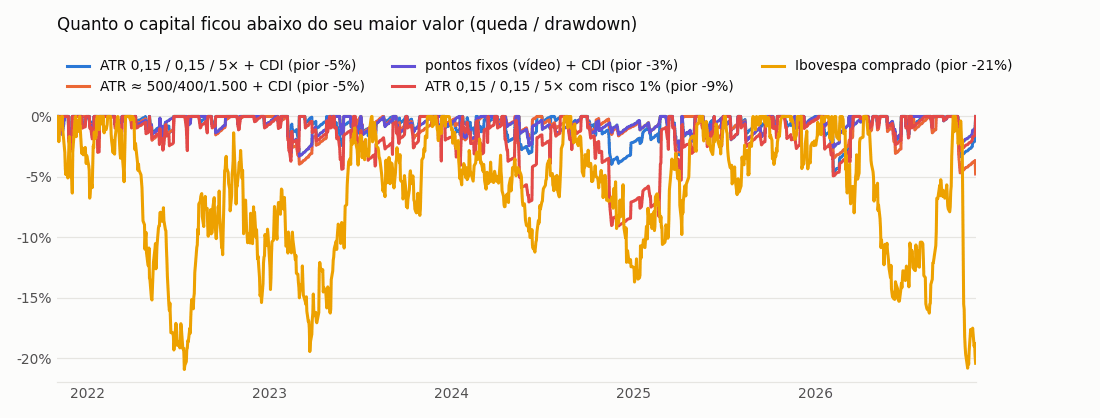 Quanto o capital ficou abaixo do seu maior valor (queda / drawdown)
ATR 0,15 / 0,15 / 5× + CDI (pior -5%)
pontos fixos (vídeo) + CDI (pior -3%)
Ibovespa comprado (pior -21%)
ATR ≈ 500/400/1.500 + CDI (pior -5%)
ATR 0,15 / 0,15 / 5× com risco 1% (pior -9%)
0%
-5%
-10%
-15%
-20%
2022
2023
2024
2025
2026